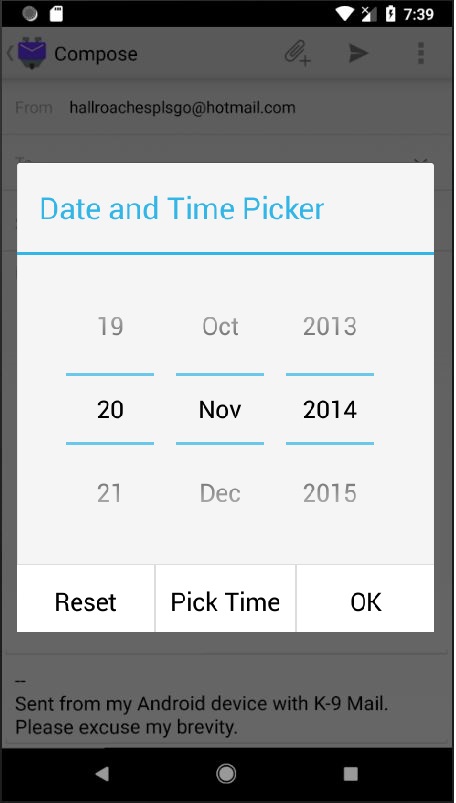 7:39
Compose
From hallroachesplsgo@hotmail.com
To
Date and Time Picker
19 Oct 2013
20 Nov 2014
21 Dec 2015
Reset Pick Time OK
--
Sent from my Android device with K-9 Mail.
Please excuse my brevity.